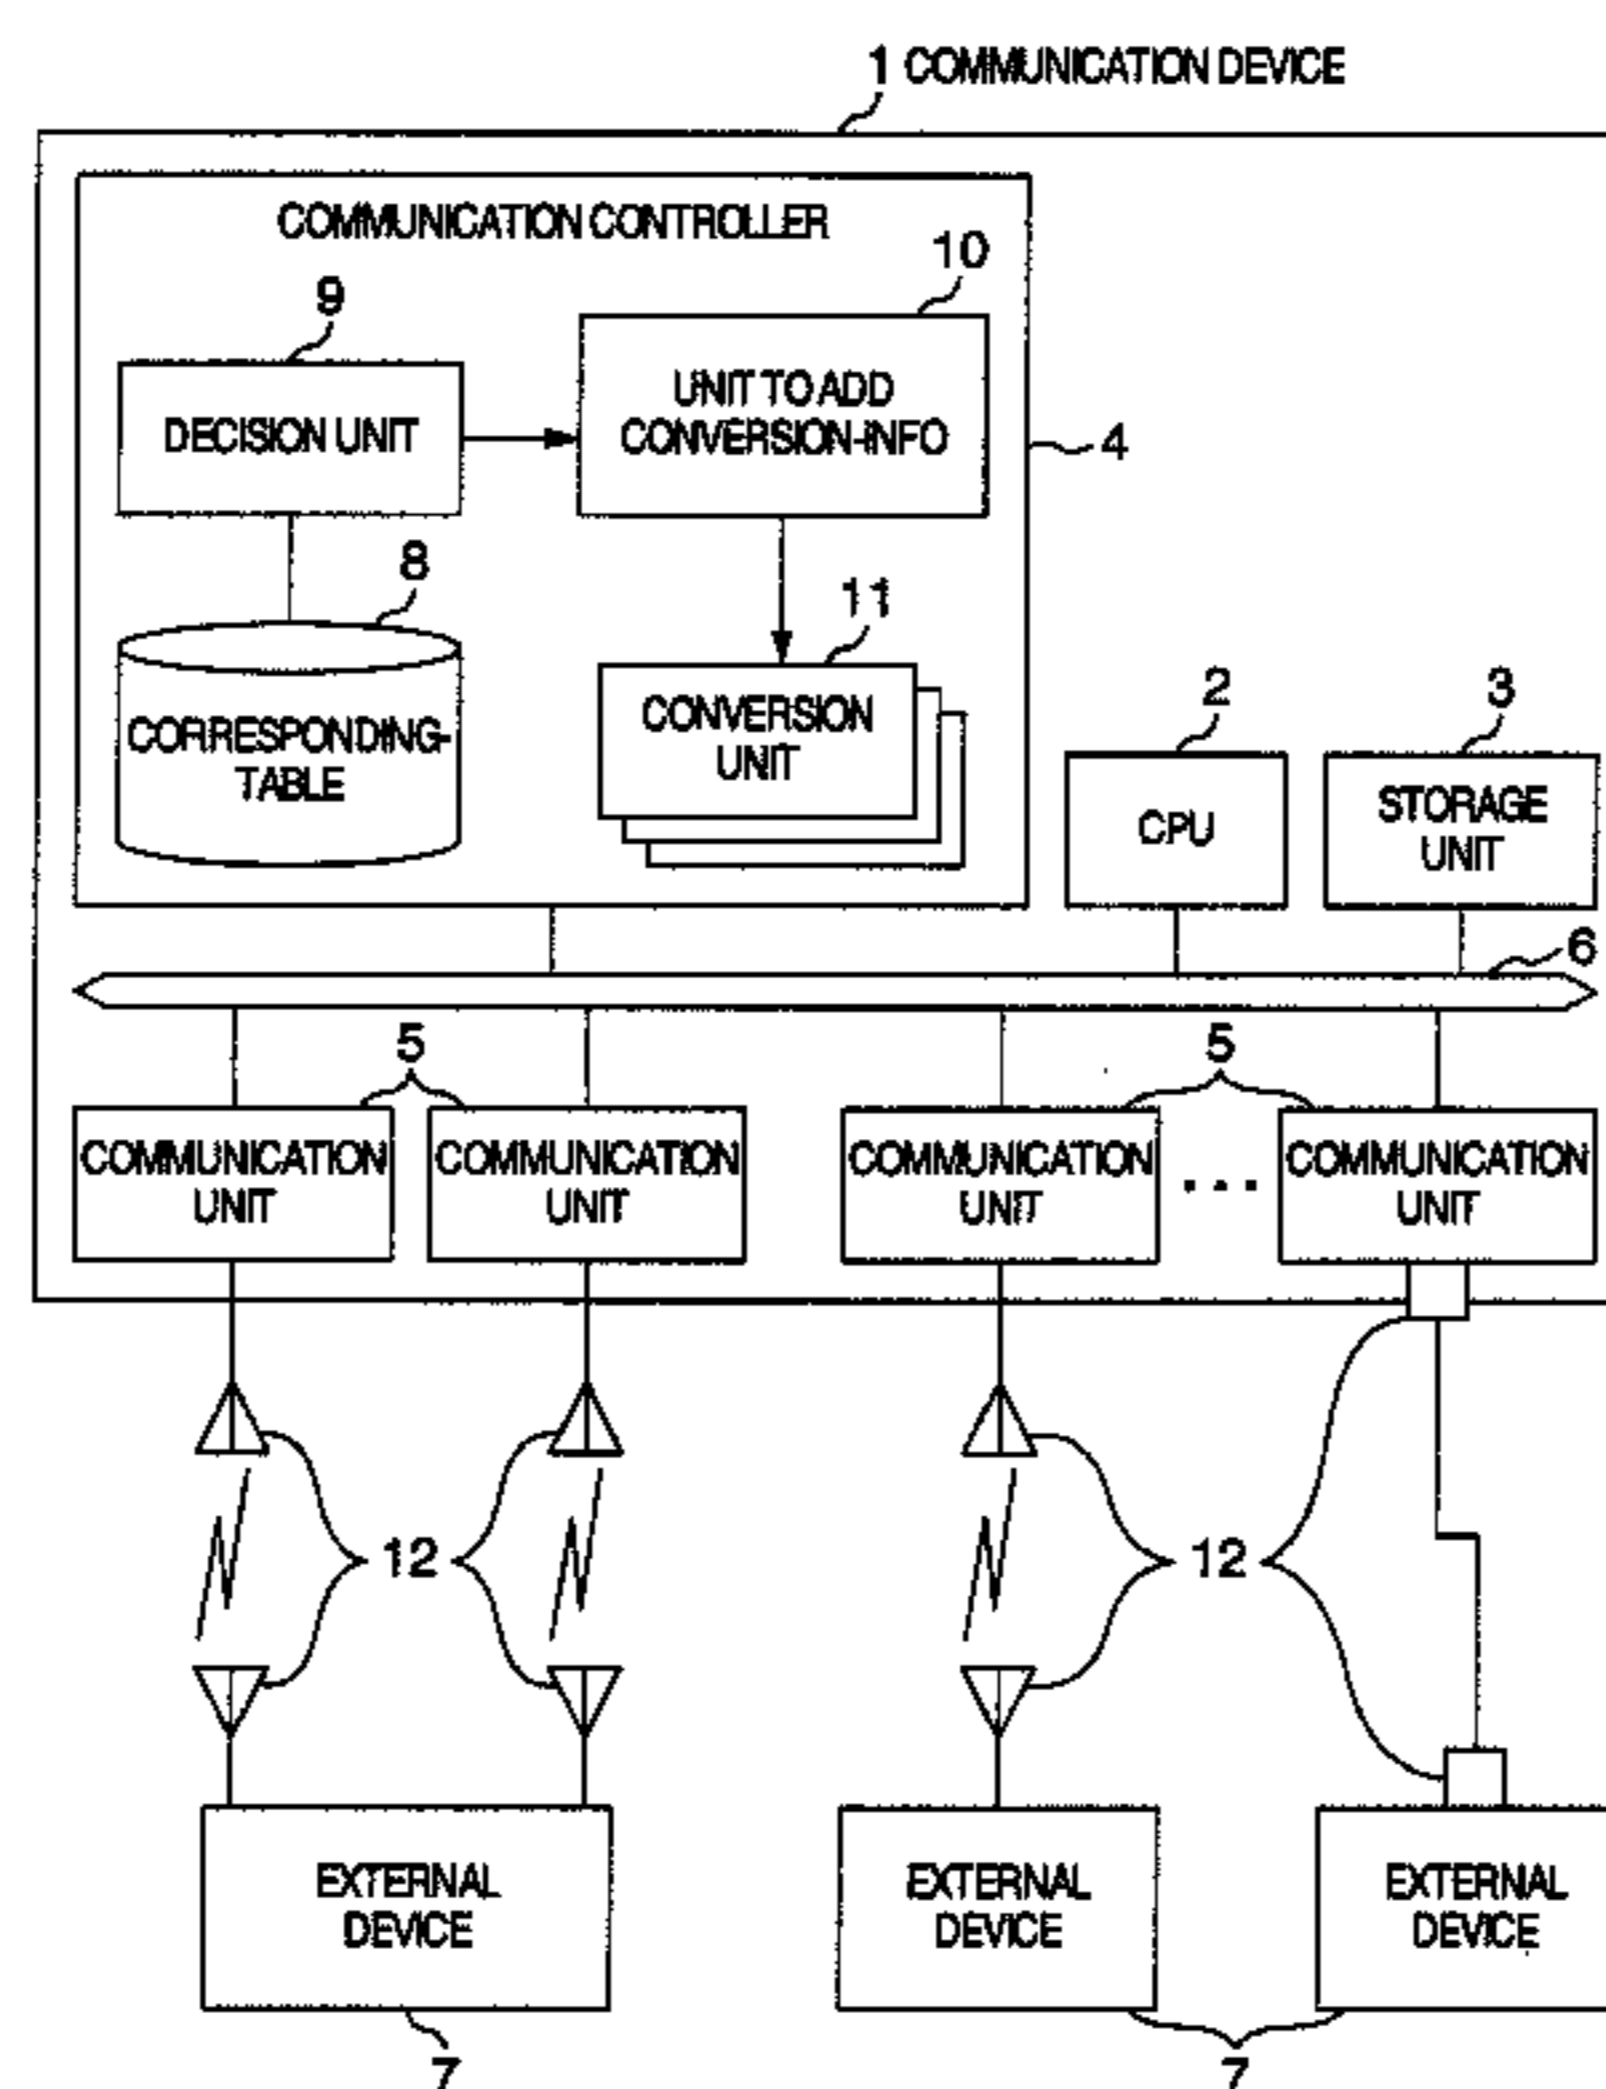 1 COMMUNICATION DEVICE
COMMUNICATION CONTROLLER
10
9
UNIT TO ADD
CONVERSION-INFO
DECISION UNIT
4
8
11
CORRESPONDING-
TABLE
CONVERSION
UNIT
2
3
CPU
STORAGE
UNIT
6
5
5
COMMUNICATION
UNIT
COMMUNICATION
UNIT
COMMUNICATION
UNIT
...
COMMUNICATION
UNIT
12
12
EXTERNAL
DEVICE
EXTERNAL
DEVICE
EXTERNAL
DEVICE
7
7